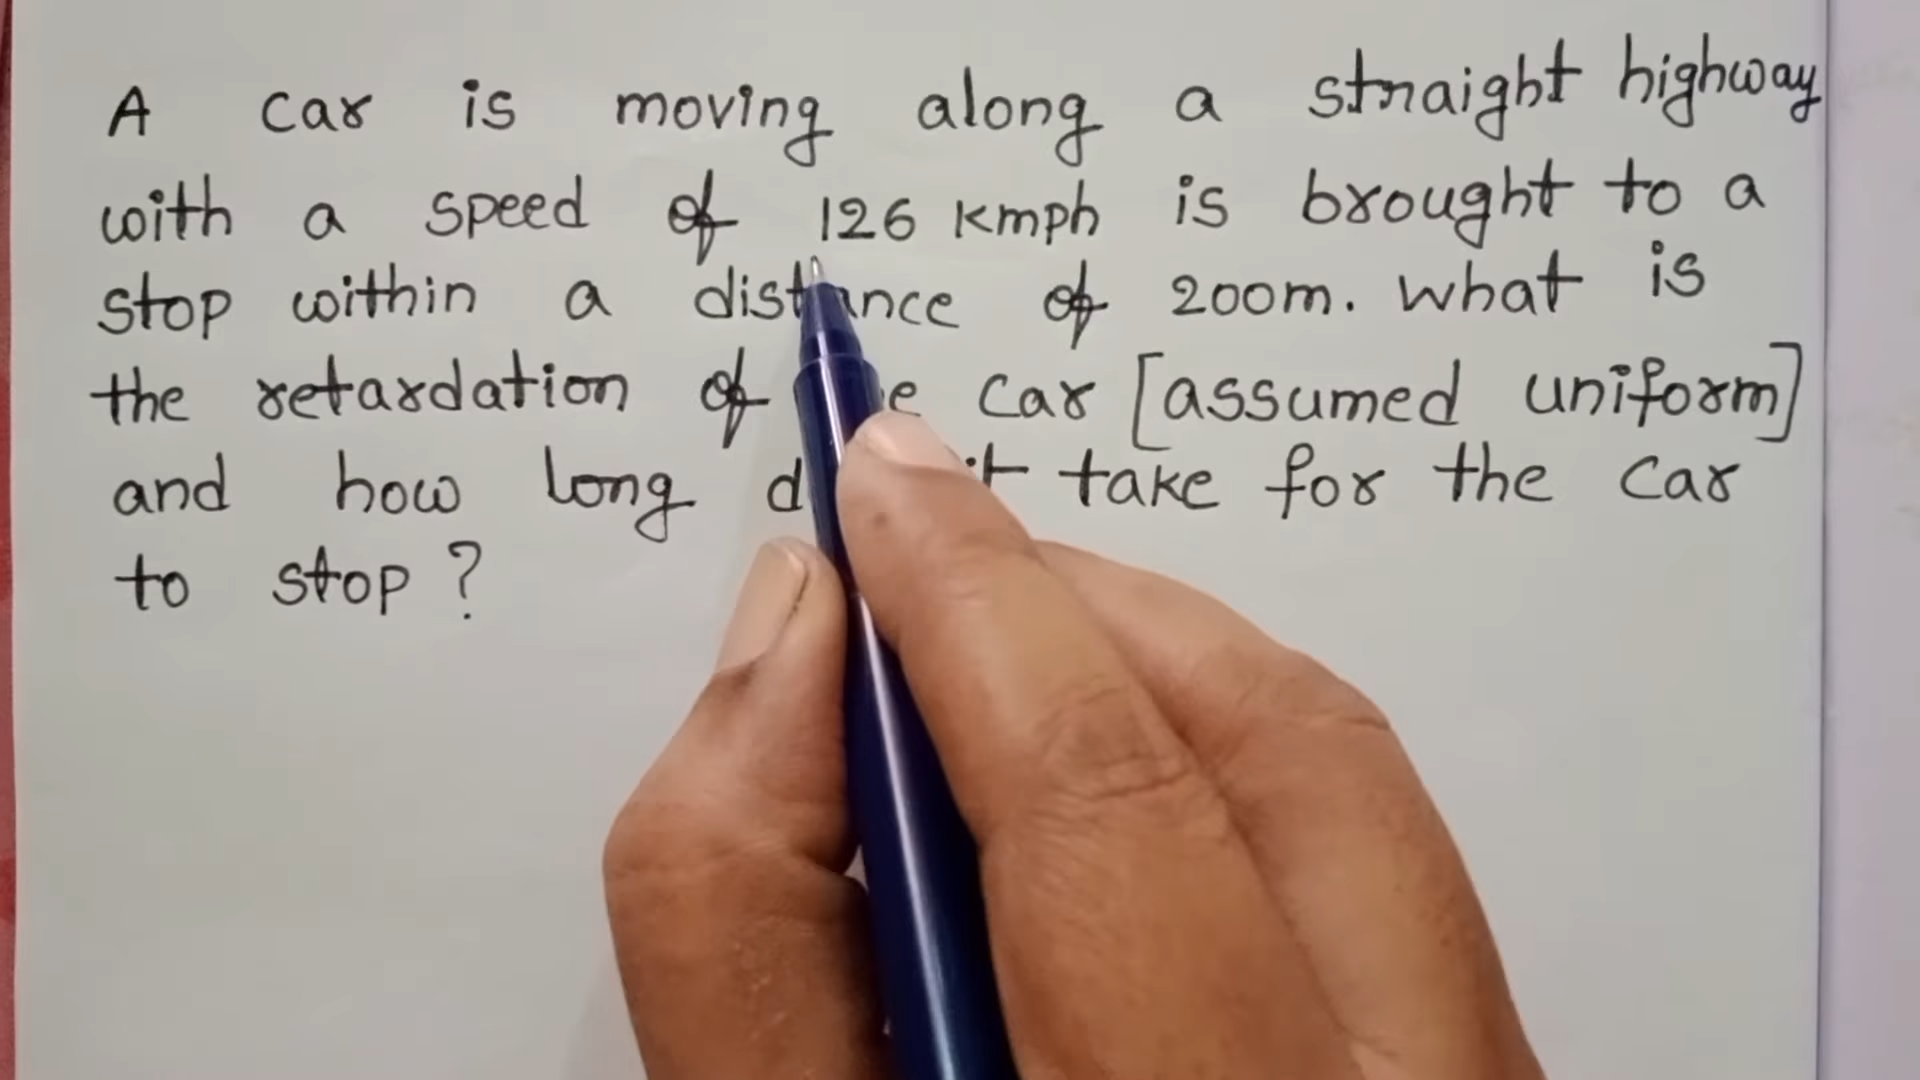 A car is moving along a straight highway
with a speed of 126 kmph is brought to a
stop within a distance of 200m. what is
the retardation of car [assumed uniform]
and how long it take for the car
to stop ?